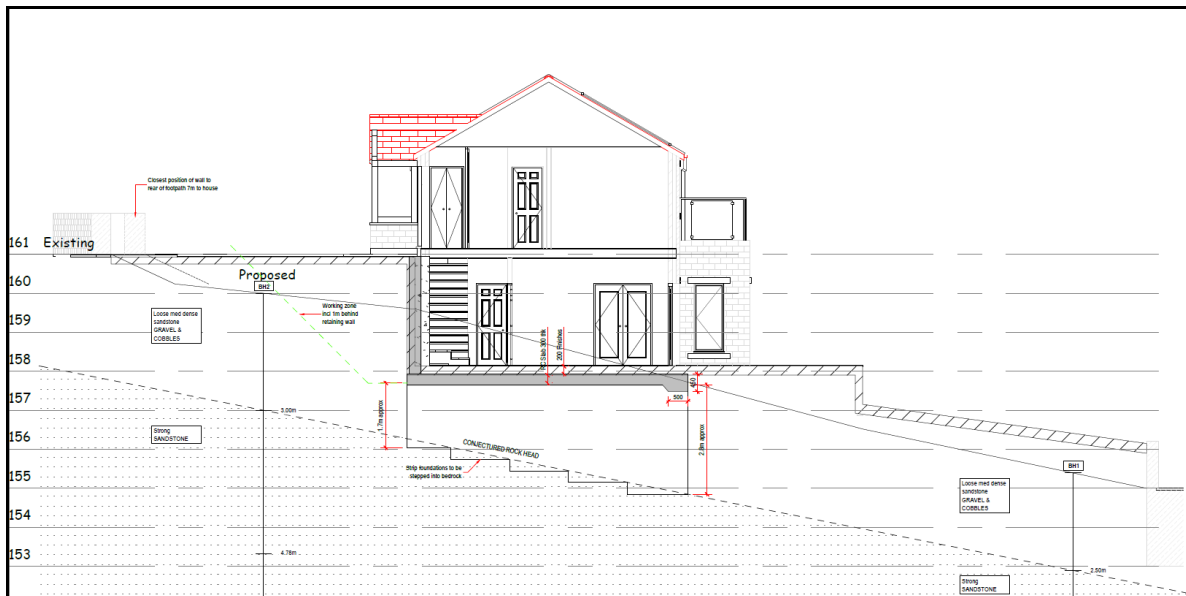 Closest position of wall to
rear of footpath 7m to house
161 Existing
Proposed
160
BH2
159
Loose med dense
sandstone
GRAVEL &
COBBLES
Working zone
incl 1m behind
retaining wall
158
RC Slab 300 thk
200 Finishes
157
450
500
1.7m approx
5.00m
2.8m approx
156
Strong
SANDSTONE
CONJECTURED ROCK HEAD
Strip foundations to be
stepped into bedrock
BH1
155
Loose med dense
sandstone
GRAVEL &
COBBLES
154
153
4.78m
2.50m
Strong
SANDSTONE